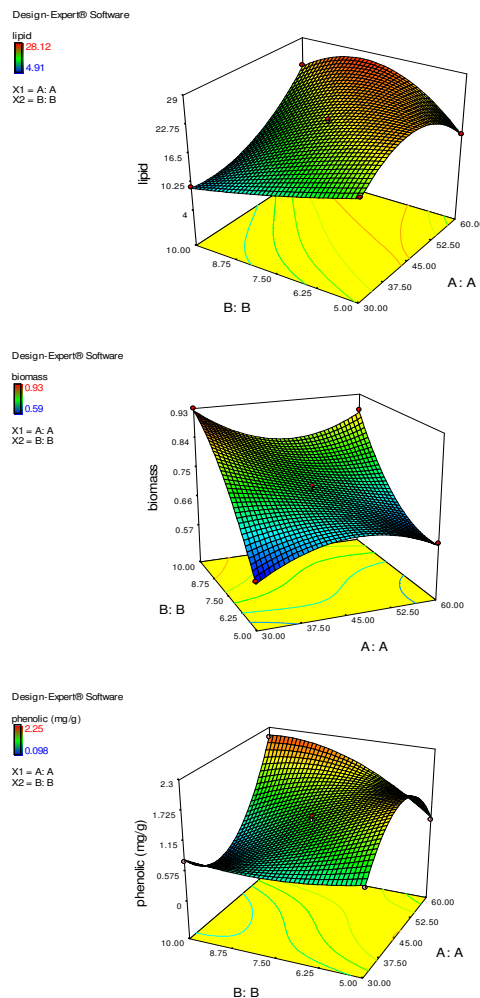 Design-Expert® Software
lipid
28.12
4.91
X1 = A: A
X2 = B: B
29
22.75
16.5
10.25
4
lipid
10.00
8.75
7.50
6.25
5.00
30.00
37.50
45.00
52.50
60.00
B: B
A: A
Design-Expert® Software
biomass
0.93
0.59
X1 = A: A
X2 = B: B
0.93
0.84
0.75
0.66
0.57
biomass
10.00
8.75
7.50
6.25
5.00
30.00
37.50
45.00
52.50
60.00
B: B
A: A
Design-Expert® Software
phenolic (mg/g)
2.25
0.098
X1 = A: A
X2 = B: B
2.3
1.725
1.15
0.575
0
phenolic (mg/g)
10.00
8.75
7.50
6.25
5.00
30.00
37.50
45.00
52.50
60.00
B: B
A: A